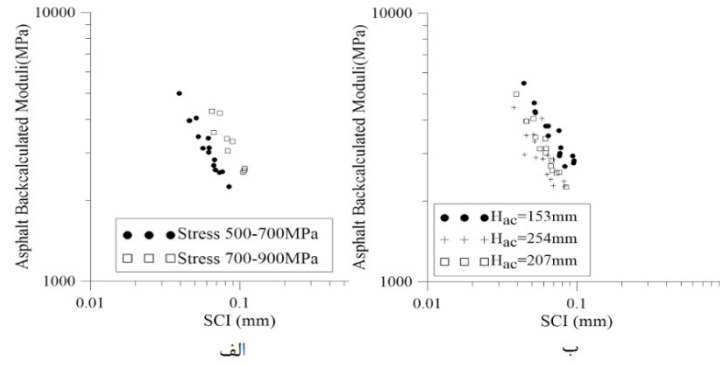 10000
Asphalt Backcalculated Moduli(MPa)
Stress 500-700MPa
Stress 700-900MPa
1000
0.01
0.1
SCI (mm)
الف
10000
Asphalt Backcalculated Moduli(MPa)
Hac=153mm
Hac=254mm
Hac=207mm
1000
0.01
0.1
SCI (mm)
ب